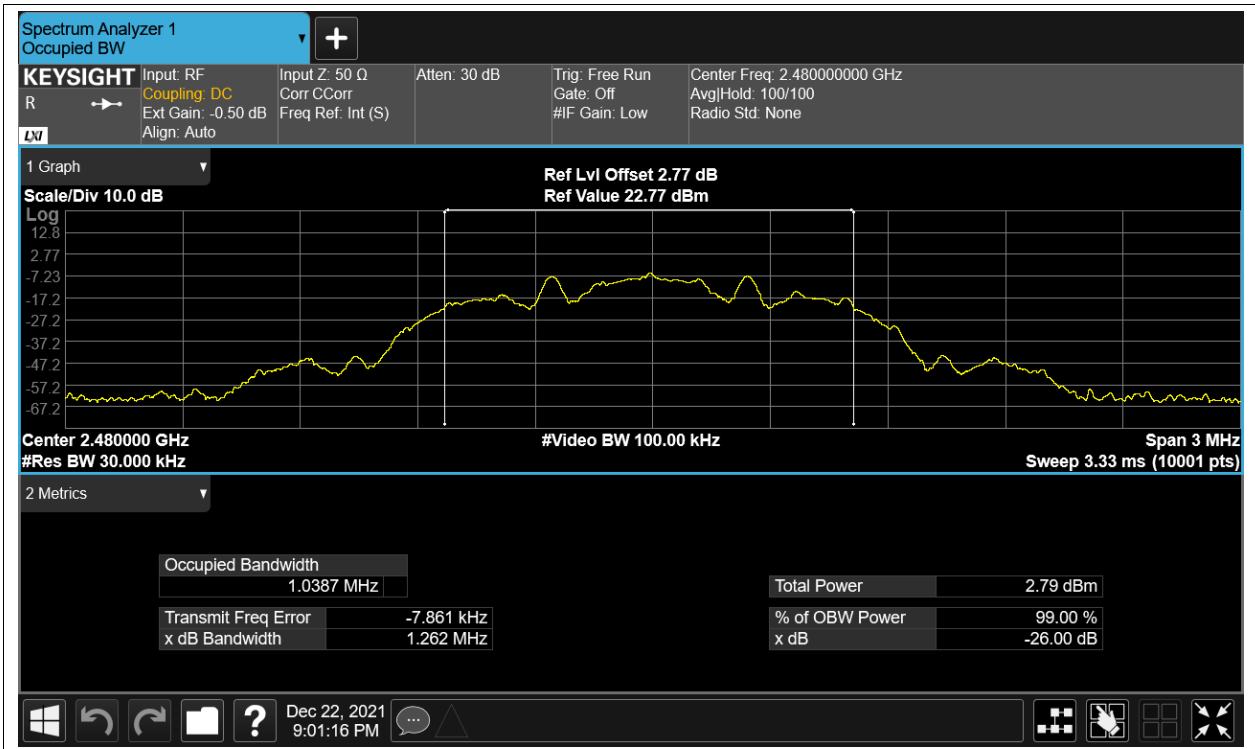 Spectrum Analyzer 1
Occupied BW
KEYSIGHT
R
LXI
Input: RF
Coupling: DC
Ext Gain: -0.50 dB
Align: Auto
Input Z: 50 Ω
Corr CCorr
Freq Ref: Int (S)
Atten: 30 dB
Trig: Free Run
Gate: Off
#IF Gain: Low
Center Freq: 2.480000000 GHz
Avg|Hold: 100/100
Radio Std: None
1 Graph
Scale/Div 10.0 dB
Ref Lvl Offset 2.77 dB
Ref Value 22.77 dBm
Log
12.8
2.77
-7.23
-17.2
-27.2
-37.2
-47.2
-57.2
-67.2
Center 2.480000 GHz
#Res BW 30.000 kHz
#Video BW 100.00 kHz
Span 3 MHz
Sweep 3.33 ms (10001 pts)
2 Metrics
Occupied Bandwidth
1.0387 MHz
Transmit Freq Error -7.861 kHz
x dB Bandwidth 1.262 MHz
Total Power 2.79 dBm
% of OBW Power 99.00 %
x dB -26.00 dB
?
Dec 22, 2021
9:01:16 PM